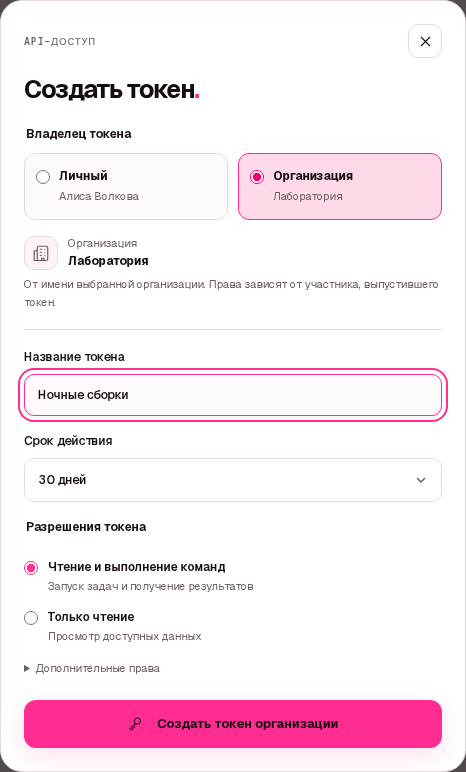 API-ДОСТУП
Создать токен.
Владелец токена
Личный
Алиса Волкова
Организация
Лаборатория
Организация
Лаборатория
От имени выбранной организации. Права зависят от участника, выпустившего
токен.
Название токена
Ночные сборки
Срок действия
30 дней
Разрешения токена
Чтение и выполнение команд
Запуск задач и получение результатов
Только чтение
Просмотр доступных данных
Дополнительные права
Создать токен организации